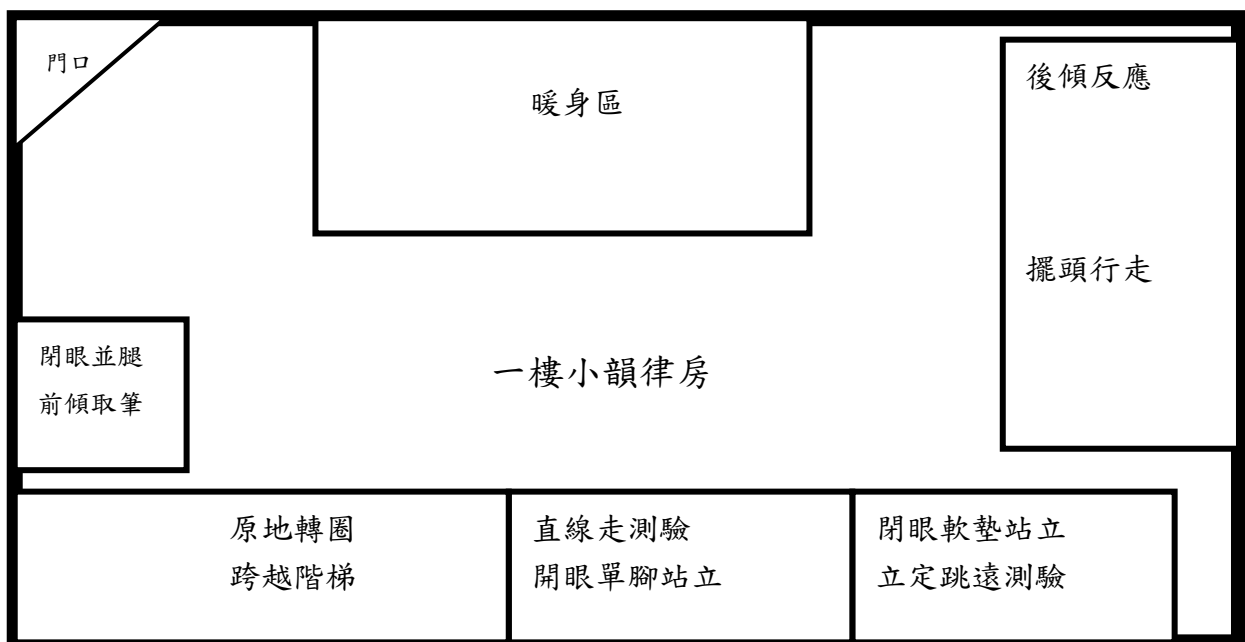 門口
暖身區
後傾反應
擺頭行走
閉眼並腿
前傾取筆
一樓小韻律房
原地轉圈
跨越階梯
直線走測驗
開眼單腳站立
閉眼軟墊站立
立定跳遠測驗